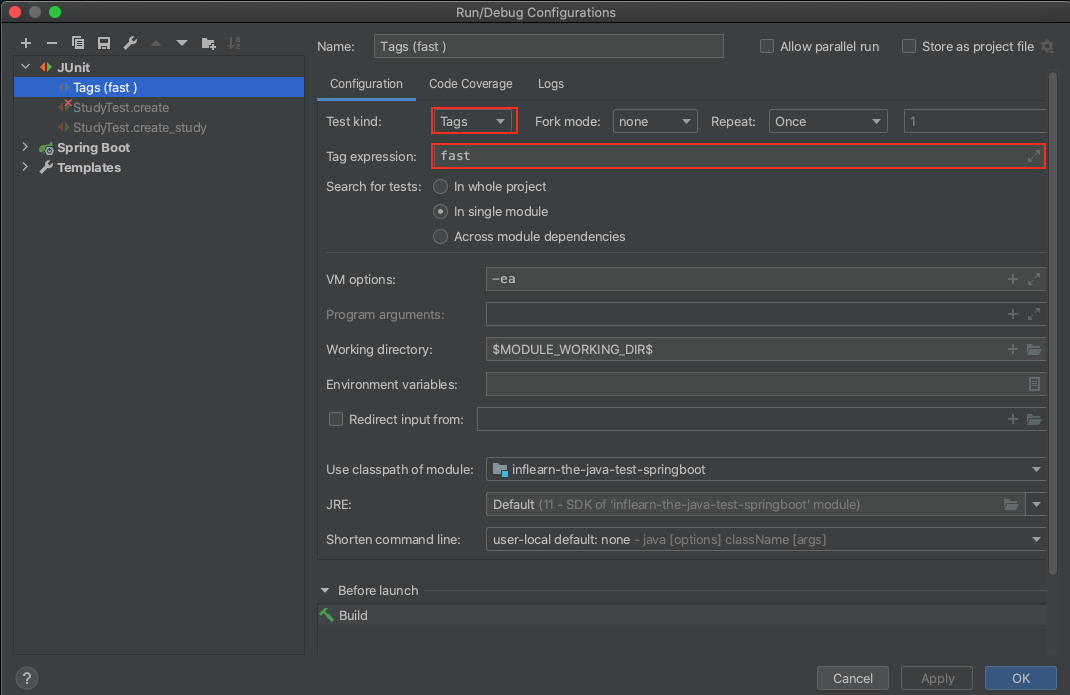 Run/Debug Configurations
Name: Tags (fast ) Allow parallel run Store as project file
JUnit
Tags (fast )
StudyTest.create
StudyTest.create_study
Spring Boot
Templates
Configuration Code Coverage Logs
Test kind: Tags Fork mode: none Repeat: Once 1
Tag expression: fast
Search for tests: In whole project
In single module
Across module dependencies
VM options: -ea
Program arguments:
Working directory: $MODULE_WORKING_DIR$
Environment variables:
Redirect input from:
Use classpath of module: inflearn-the-java-test-springboot
JRE: Default (11 - SDK of 'inflearn-the-java-test-springboot' module)
Shorten command line: user-local default: none - java [options] className [args]
Before launch
Build
? Cancel Apply OK